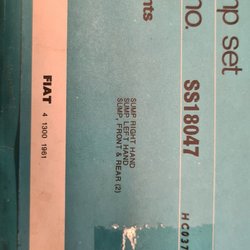 mp set
no.
SS18047
nts
SUMP RIGHT HAND
SUMP LEFT HAND
SUMP, FRONT & REAR (2)
HC037
FIAT
4 1300 1961